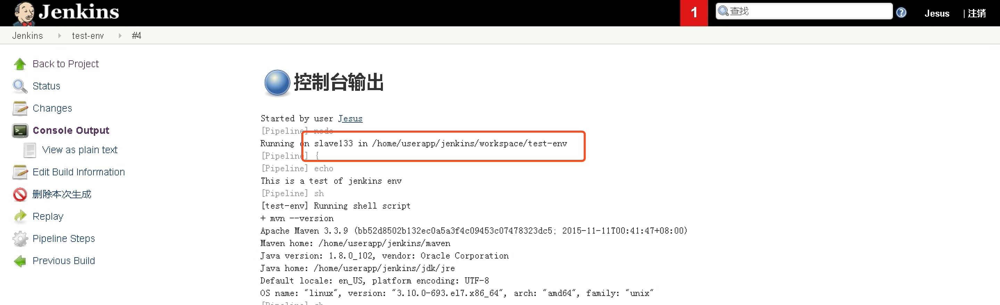 Jenkins
1
查找
Jesus
| 注销
Jenkins
test-env
#4
Back to Project
Status
Changes
Console Output
View as plain text
Edit Build Information
删除本次生成
Replay
Pipeline Steps
Previous Build
控制台输出
Started by user Jesus
[Pipeline] node
Running on slave133 in /home/userapp/jenkins/workspace/test-env
[Pipeline] {
[Pipeline] echo
This is a test of jenkins env
[Pipeline] sh
[test-env] Running shell script
+ mvn --version
Apache Maven 3.3.9 (bb52d8502b132ec0a5a3f4c09453c07478323dc5; 2015-11-11T00:41:47+08:00)
Maven home: /home/userapp/jenkins/maven
Java version: 1.8.0_102, vendor: Oracle Corporation
Java home: /home/userapp/jenkins/jdk/jre
Default locale: en_US, platform encoding: UTF-8
OS name: "linux", version: "3.10.0-693.el7.x86_64", arch: "amd64", family: "unix"
[Pipeline] sh